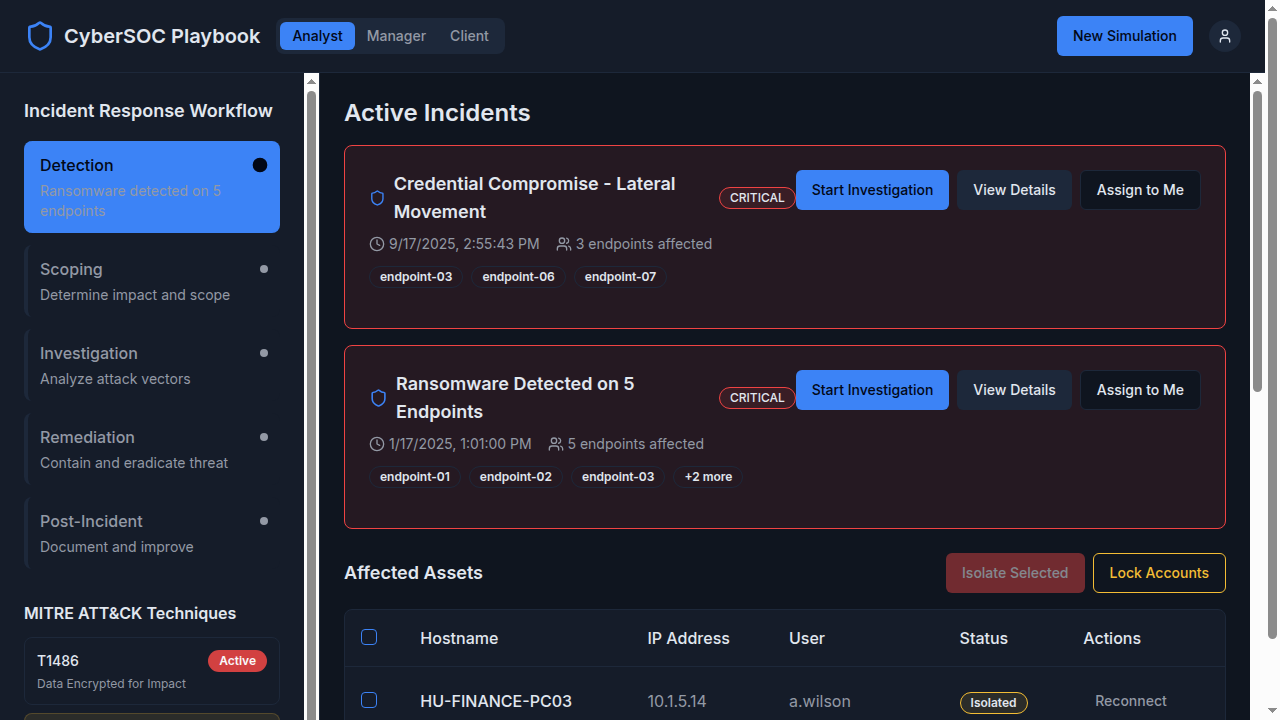 CyberSOC Playbook
Analyst
Manager
Client
New Simulation
Incident Response Workflow
Detection
Ransomware detected on 5
endpoints
Scoping
Determine impact and scope
Investigation
Analyze attack vectors
Remediation
Contain and eradicate threat
Post-Incident
Document and improve
MITRE ATT&CK Techniques
T1486
Active
Data Encrypted for Impact
Active Incidents
Credential Compromise - Lateral
Movement
CRITICAL
Start Investigation
View Details
Assign to Me
9/17/2025, 2:55:43 PM
3 endpoints affected
endpoint-03
endpoint-06
endpoint-07
Ransomware Detected on 5
Endpoints
CRITICAL
Start Investigation
View Details
Assign to Me
1/17/2025, 1:01:00 PM
5 endpoints affected
endpoint-01
endpoint-02
endpoint-03
+2 more
Affected Assets
Isolate Selected
Lock Accounts
Hostname
IP Address
User
Status
Actions
HU-FINANCE-PC03
10.1.5.14
a.wilson
Isolated
Reconnect